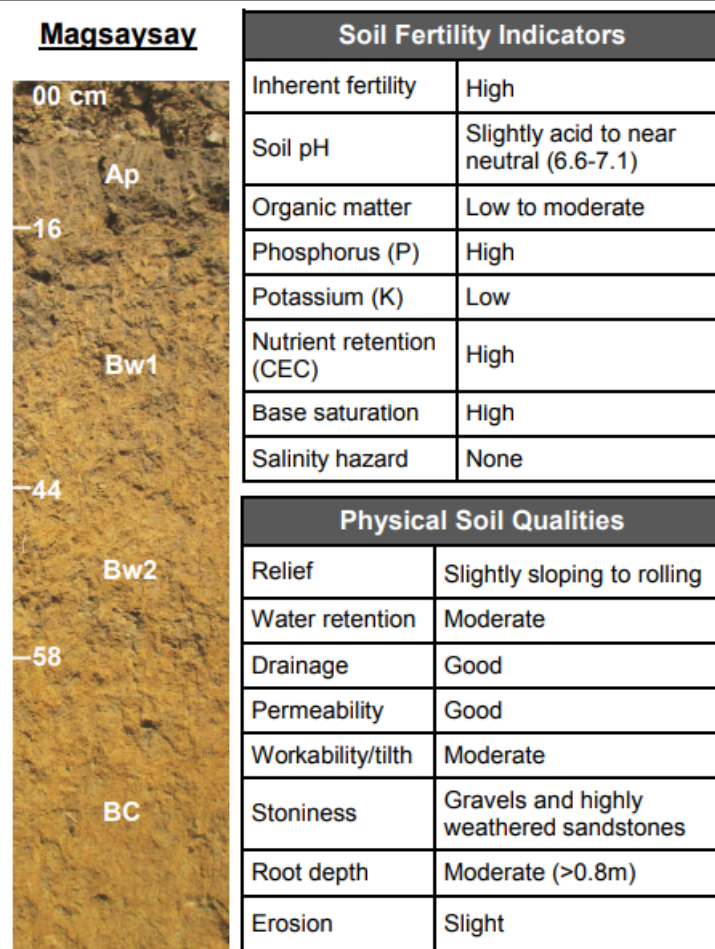 Magsaysay
00 cm
Ap
16
Bw1
44
Bw2
58
BC
Soil Fertility Indicators
Inherent fertility High
Soil pH Slightly acid to near
neutral (6.6-7.1)
Organic matter Low to moderate
Phosphorus (P) High
Potassium (K) Low
Nutrient retention
(CEC) High
Base saturation High
Salinity hazard None
Physical Soil Qualities
Relief Slightly sloping to rolling
Water retention Moderate
Drainage Good
Permeability Good
Workability/tilth Moderate
Stoniness Gravels and highly
weathered sandstones
Root depth Moderate (>0.8m)
Erosion Slight